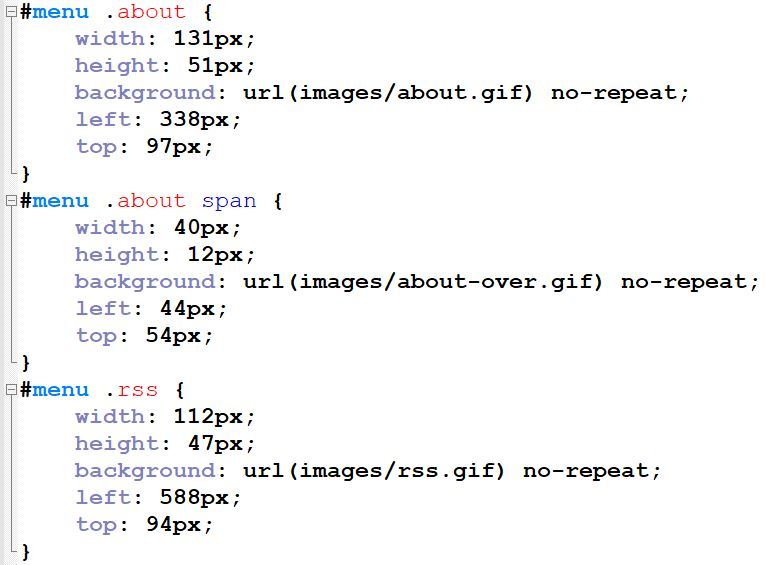 #menu .about {
    width: 131px;
    height: 51px;
    background: url(images/about.gif) no-repeat;
    left: 338px;
    top: 97px;
}
#menu .about span {
    width: 40px;
    height: 12px;
    background: url(images/about-over.gif) no-repeat;
    left: 44px;
    top: 54px;
}
#menu .rss {
    width: 112px;
    height: 47px;
    background: url(images/rss.gif) no-repeat;
    left: 588px;
    top: 94px;
}